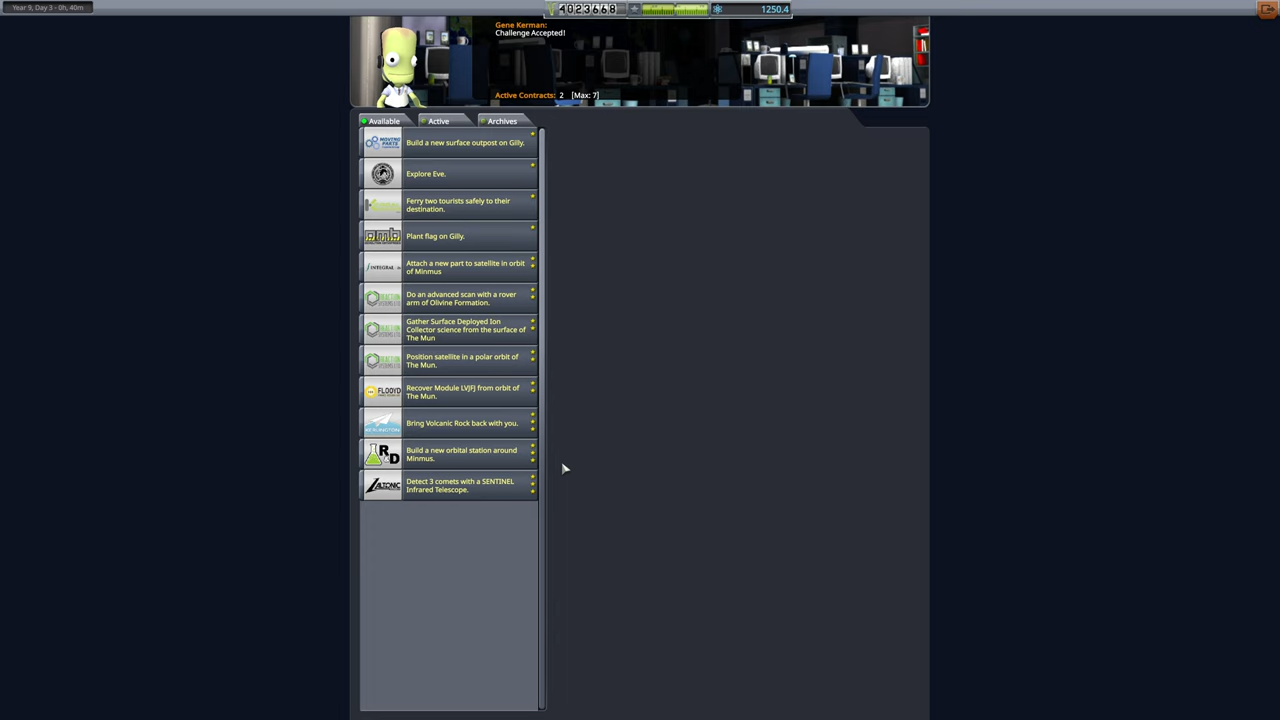 Year 9, Day 3 - 0h, 40m
4023668
1250.4
Gene Kerman:
Challenge Accepted!
Active Contracts: 2 [Max: 7]
Available
Active
Archives
MOVING PARTS
Build a new surface outpost on Gilly.
Explore Eve.
Ferry two tourists safely to their
destination.
Plant flag on Gilly.
INTEGRAL
Attach a new part to satellite in orbit
of Minmus
Do an advanced scan with a rover
arm of Olivine Formation.
Gather Surface Deployed Ion
Collector science from the surface of
The Mun
Position satellite in a polar orbit of
The Mun.
FLOOYD
Recover Module LVJFJ from orbit of
The Mun.
Bring Volcanic Rock back with you.
R&D
Build a new orbital station around
Minmus.
Detect 3 comets with a SENTINEL
Infrared Telescope.